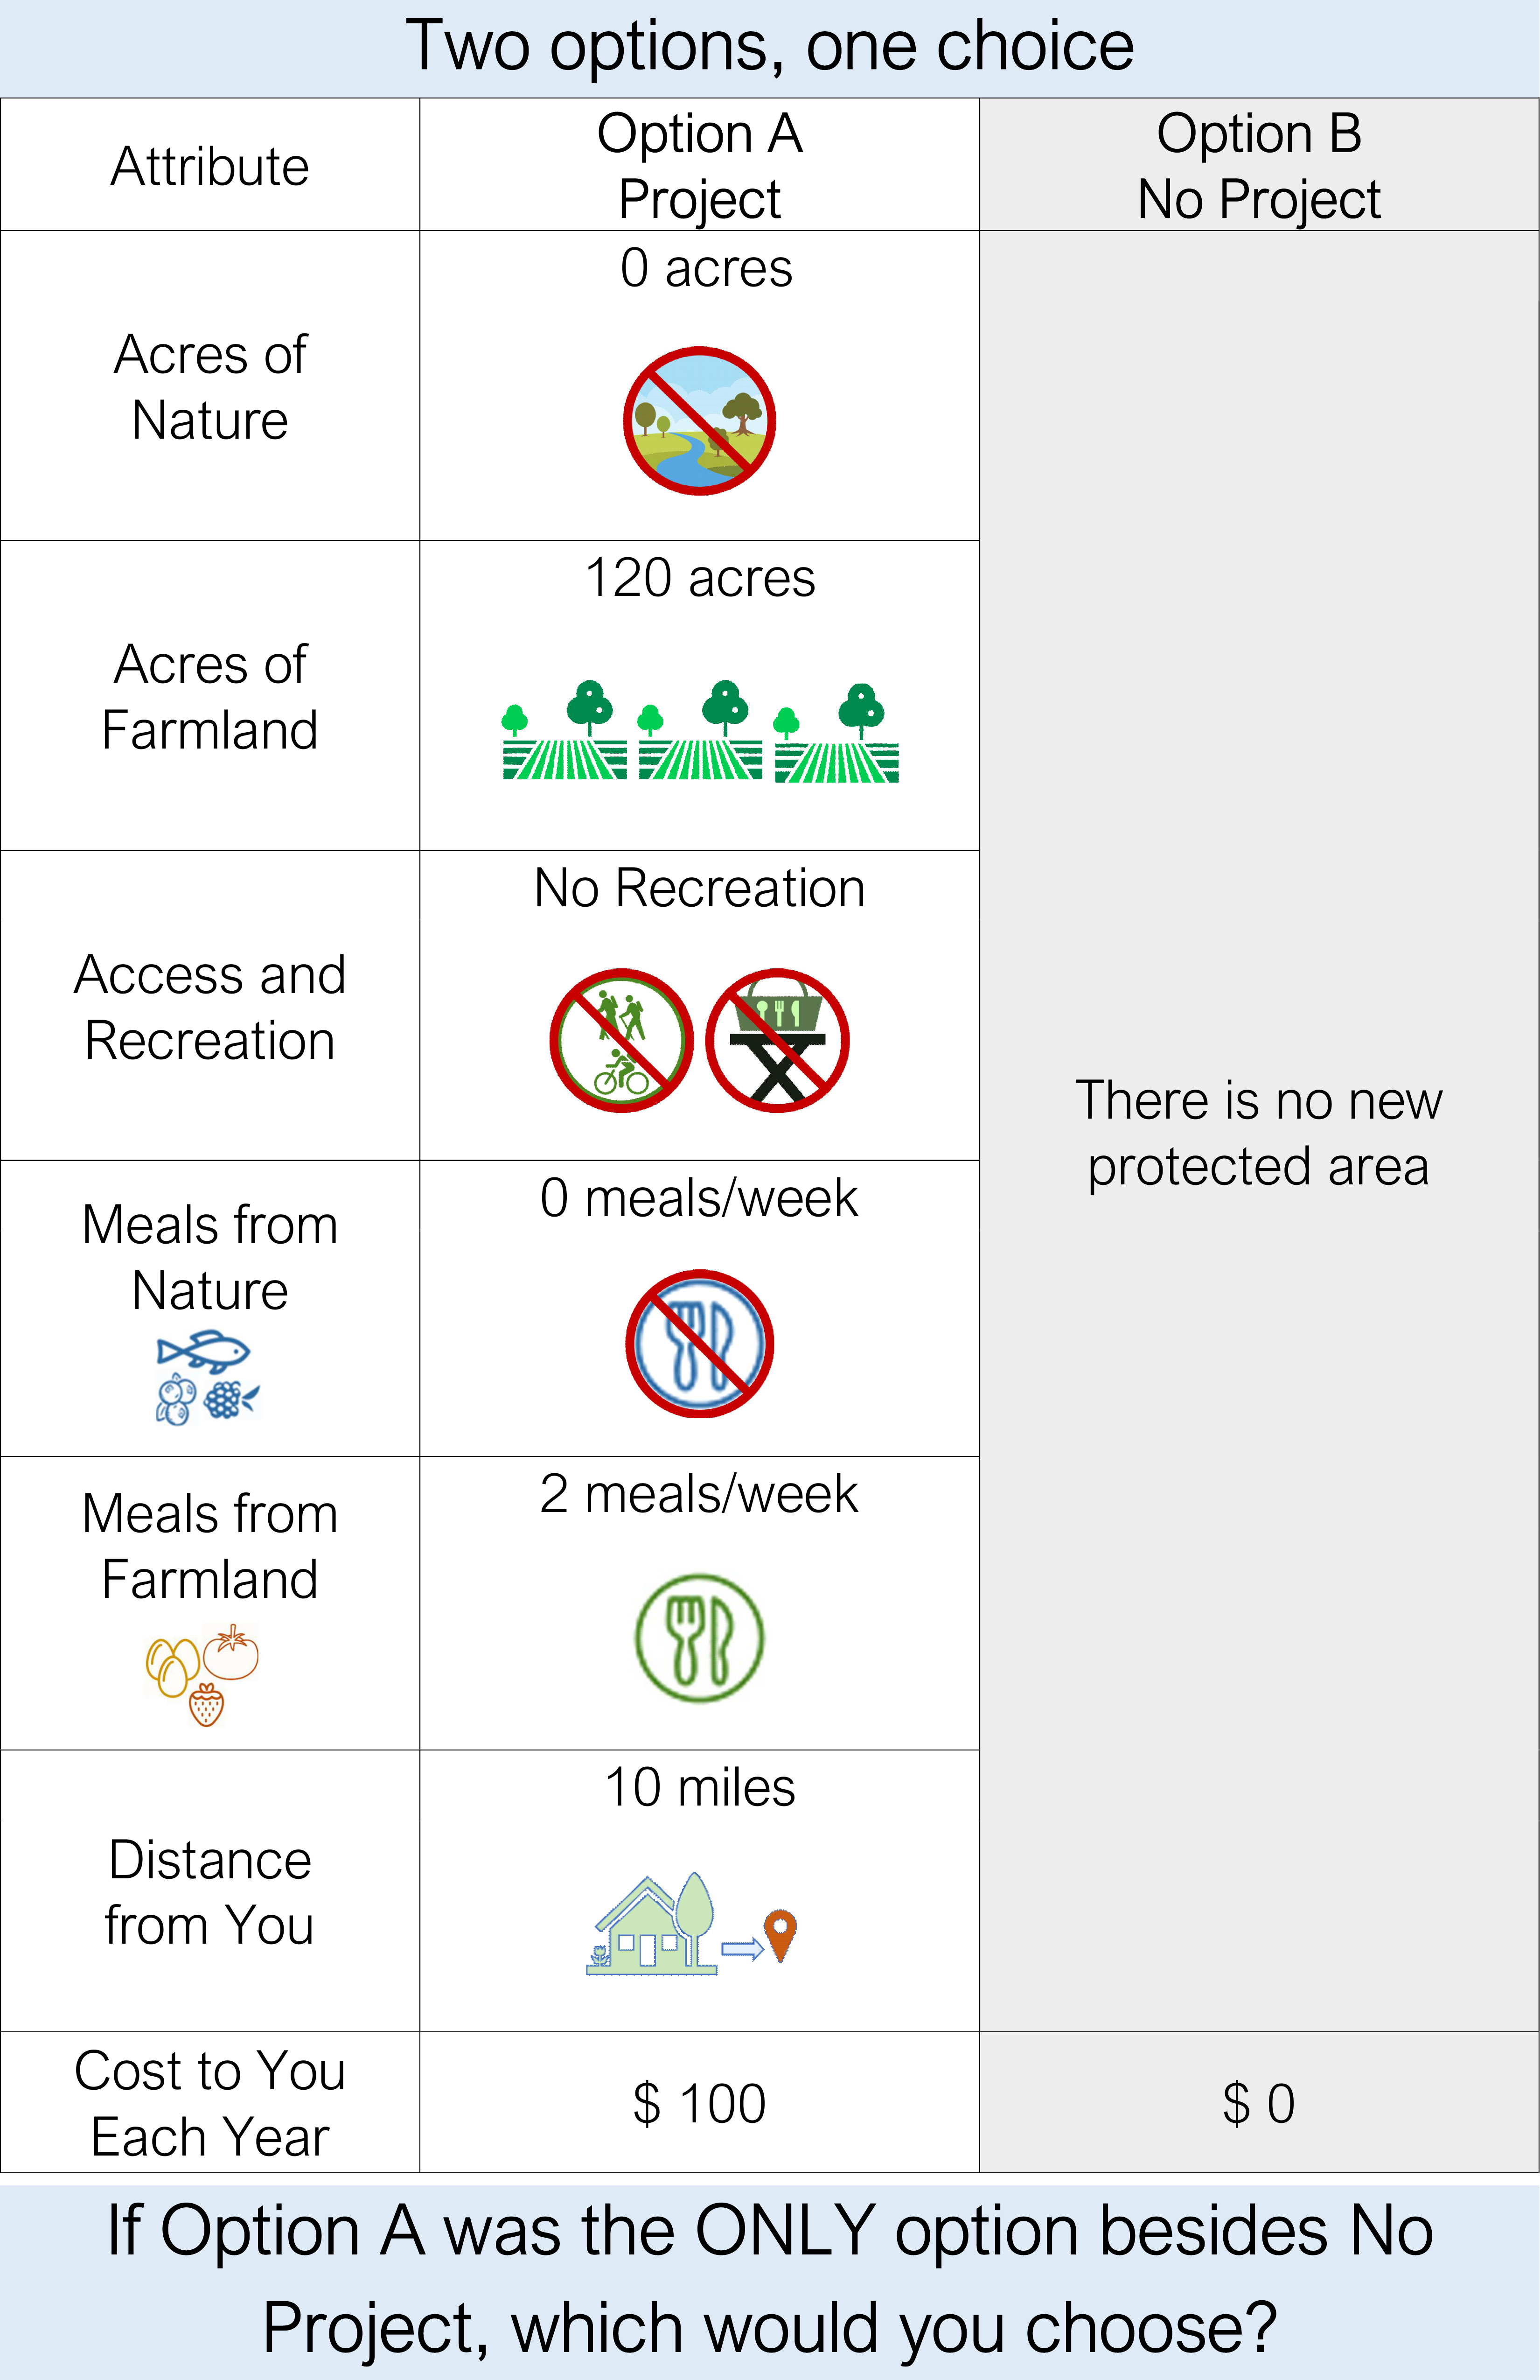 Two options, one choice
Attribute
Option A
Project
Option B
No Project
Acres of
Nature
0 acres
Acres of
Farmland
120 acres
Access and
Recreation
No Recreation
There is no new
protected area
Meals from
Nature
0 meals/week
Meals from
Farmland
2 meals/week
Distance
from You
10 miles
Cost to You
Each Year
$ 100
$ 0
If Option A was the ONLY option besides No
Project, which would you choose?